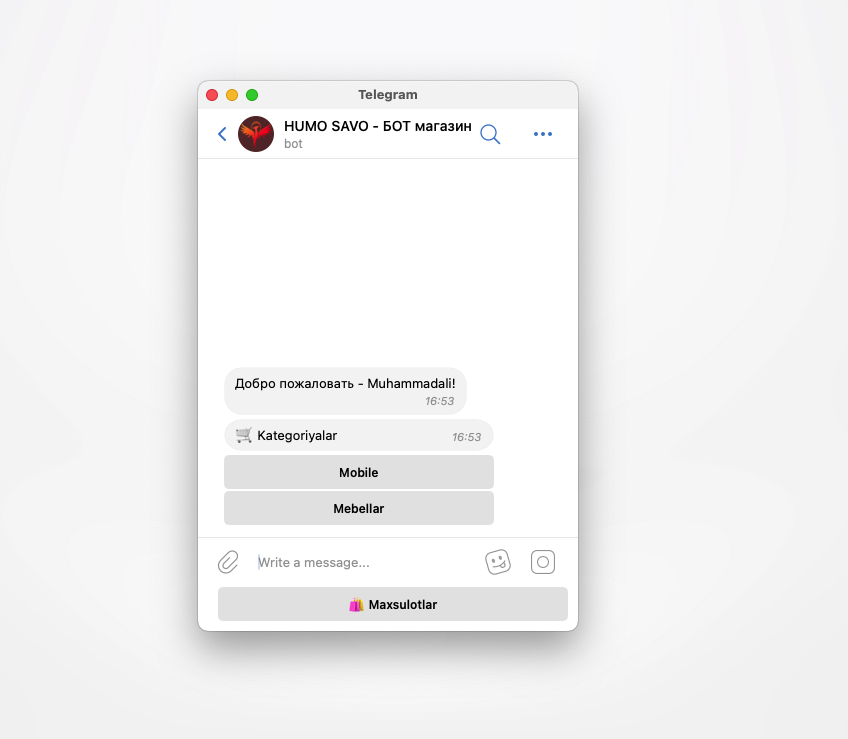 Telegram
HUMO SAVO - БОТ магазин
bot
Добро пожаловать - Muhammadali!
16:53
🛒 Kategoriyalar 16:53
Mobile
Mebellar
Write a message...
🛍️ Maxsulotlar